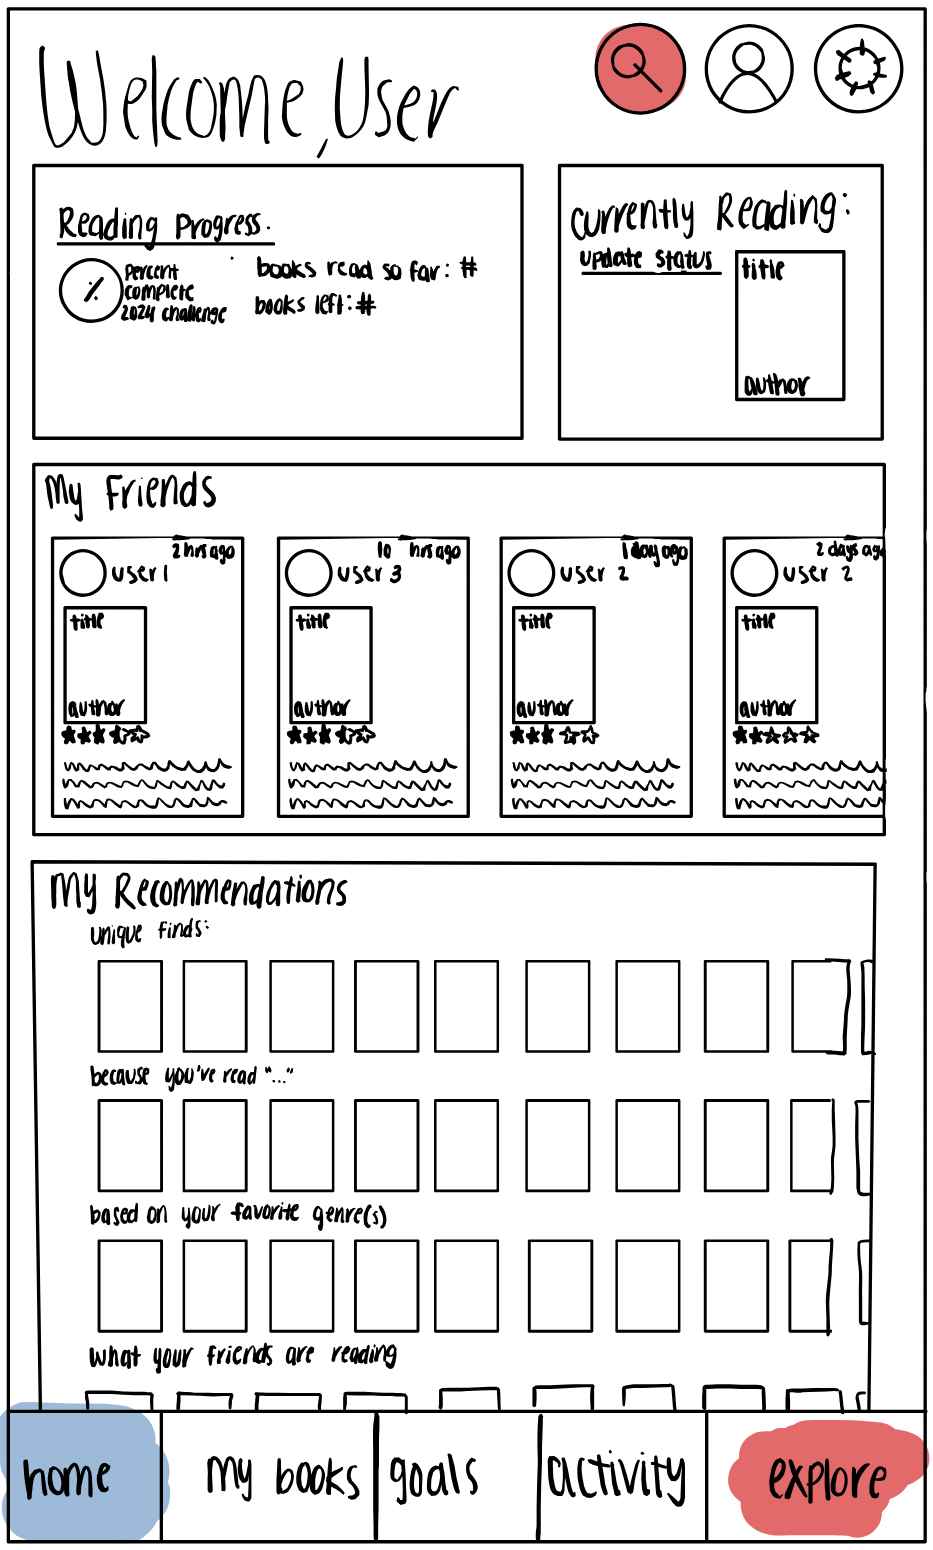 Welcome, User
Reading Progress.
Percent
complete
2024 challenge
books read so far: #
books left: #
Currently Reading:
update status
title
author
My Friends
2 hrs ago
user 1
title
author
10 hrs ago
user 3
title
author
1 day ago
user 2
title
author
2 days ago
user 2
title
author
My Recommendations
unique finds:
because you've read "..."
based on your favorite genre(s)
what your friends are reading
home
my books
goals
activity
explore